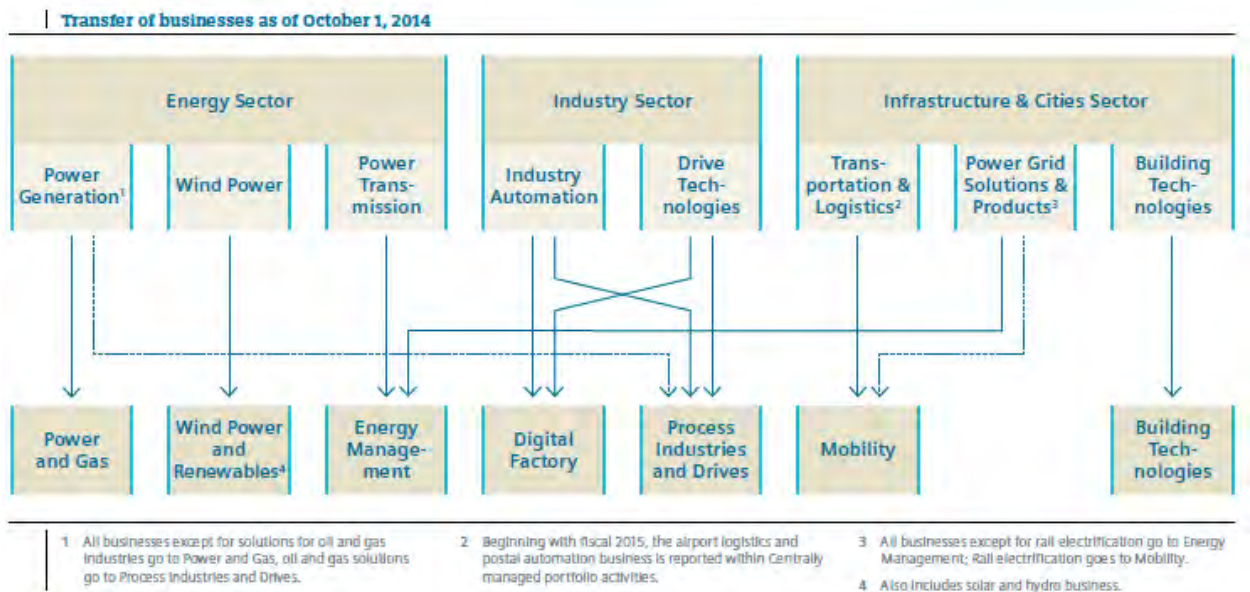 Transfer of businesses as of October 1, 2014
Energy Sector
Industry Sector
Infrastructure & Cities Sector
Power
Generation¹
Wind Power
Power
Trans-
mission
Industry
Automation
Drive
Tech-
nologies
Trans-
portation &
Logistics²
Power Grid
Solutions &
Products³
Building
Tech-
nologies
Power
and Gas
Wind Power
and
Renewables⁴
Energy
Manage-
ment
Digital
Factory
Process
Industries
and Drives
Mobility
Building
Tech-
nologies
1 All businesses except for solutions for oil and gas
industries go to Power and Gas, oil and gas solutions
go to Process Industries and Drives.
2 Beginning with fiscal 2015, the airport logistics and
postal automation business is reported within Centrally
managed portfolio activities.
3 All businesses except for rail electrification go to Energy
Management; Rail electrification goes to Mobility.
4 Also includes solar and hydro business.